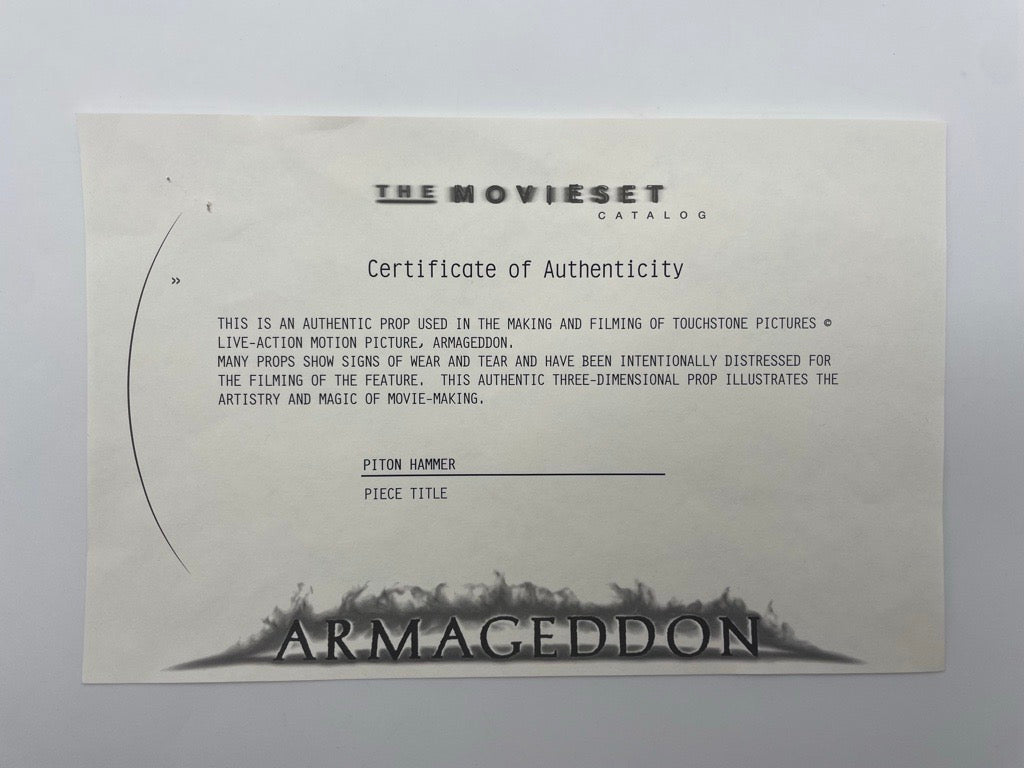 THE MOVIESET
CATALOG
Certificate of Authenticity
»
THIS IS AN AUTHENTIC PROP USED IN THE MAKING AND FILMING OF TOUCHSTONE PICTURES ©
LIVE-ACTION MOTION PICTURE, ARMAGEDDON.
MANY PROPS SHOW SIGNS OF WEAR AND TEAR AND HAVE BEEN INTENTIONALLY DISTRESSED FOR
THE FILMING OF THE FEATURE. THIS AUTHENTIC THREE-DIMENSIONAL PROP ILLUSTRATES THE
ARTISTRY AND MAGIC OF MOVIE-MAKING.
PITON HAMMER
PIECE TITLE
ARMAGEDDON